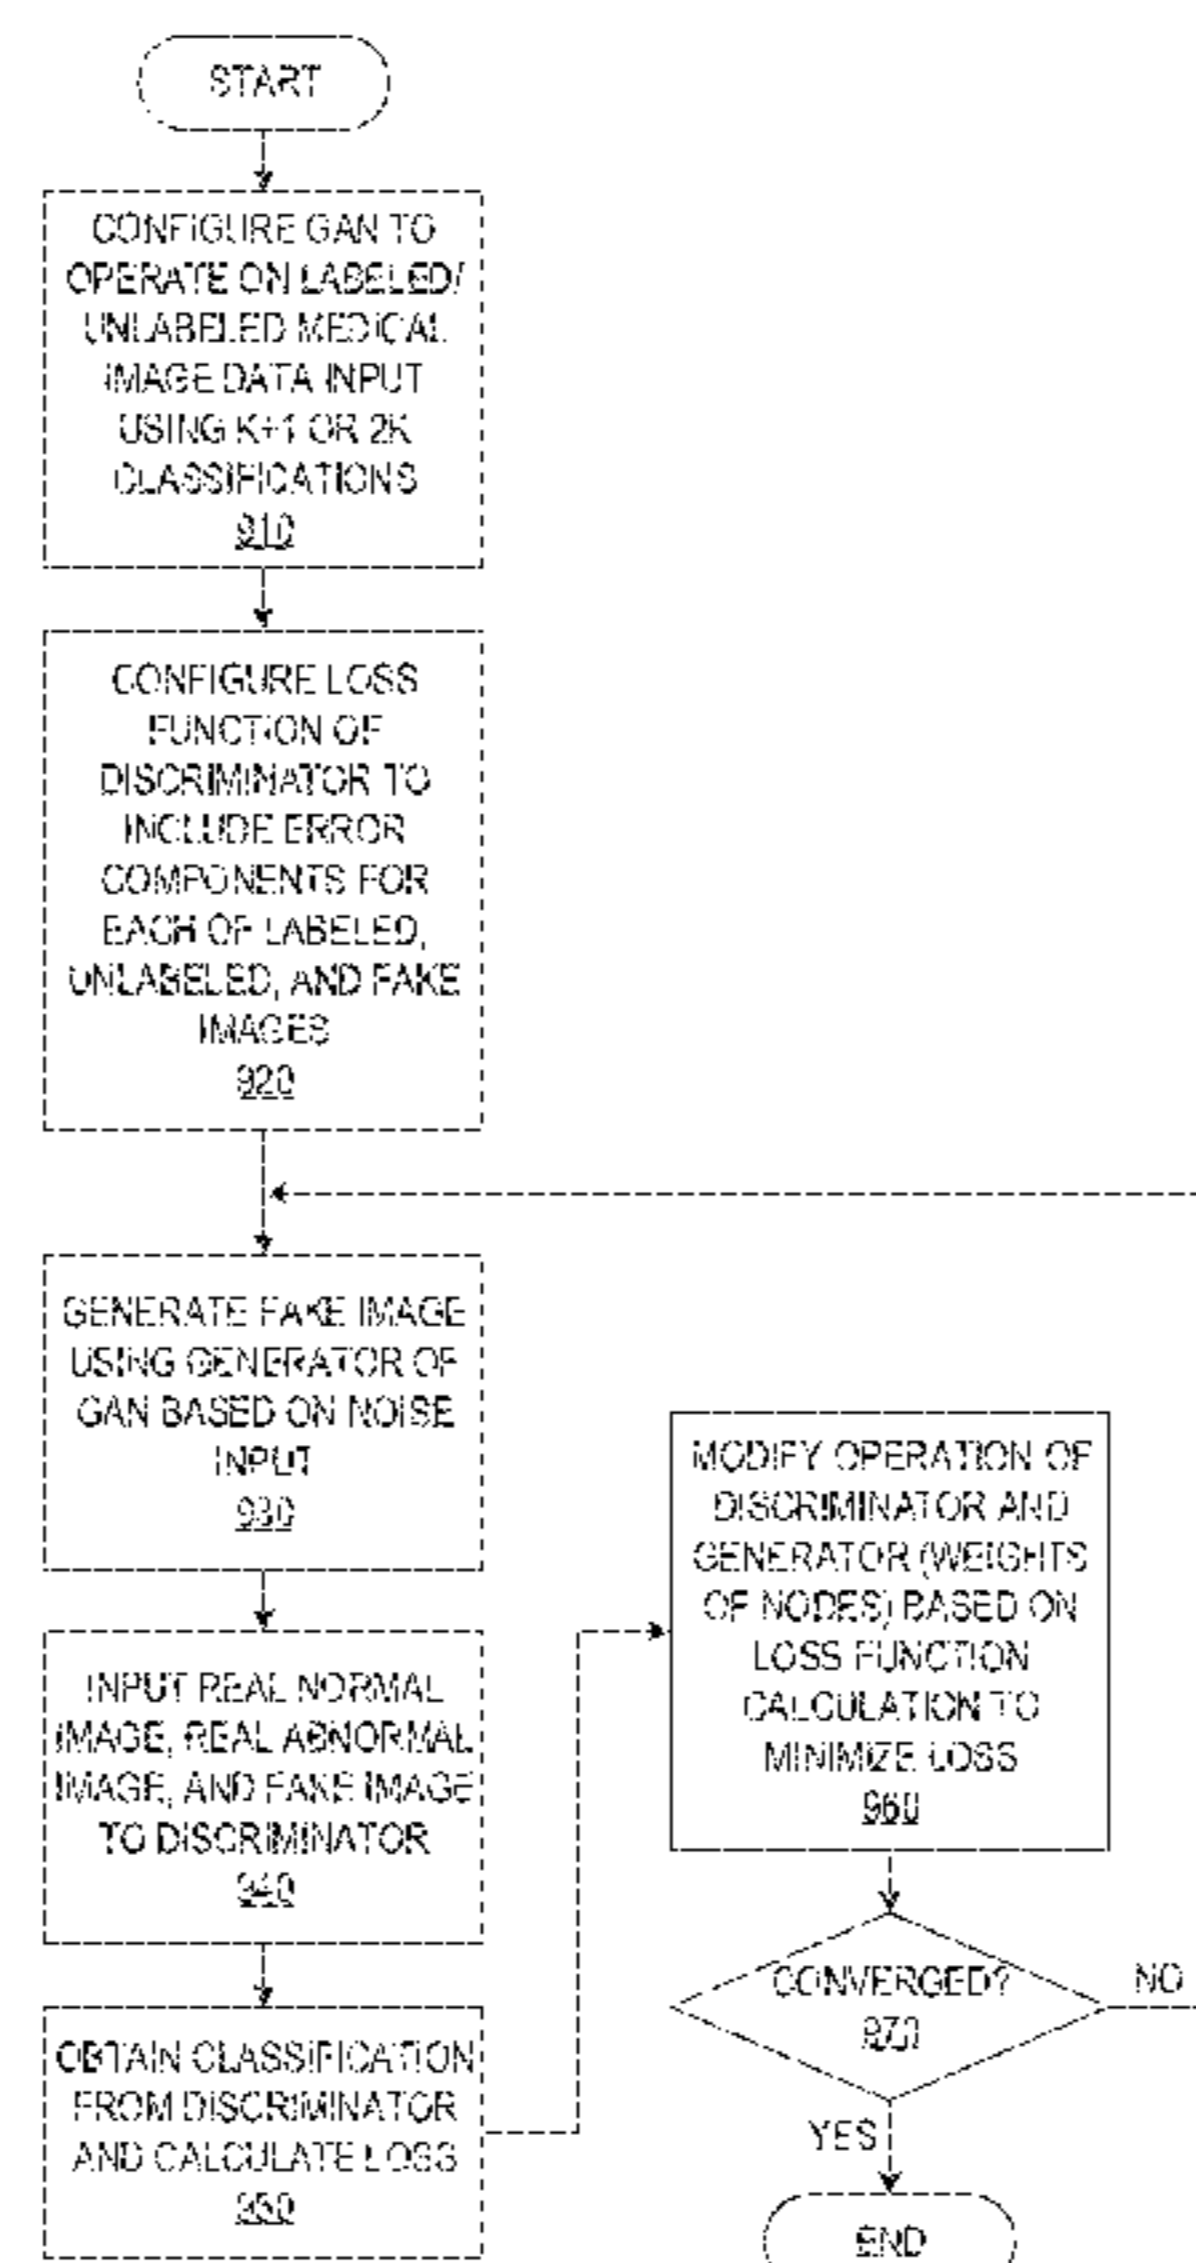 START
CONFIGURE GAN TO
OPERATE ON LABELED/
UNLABELED MEDICAL
IMAGE DATA INPUT
USING K+1 OR 2K
CLASSIFICATIONS
910
CONFIGURE LOSS
FUNCTION OF
DISCRIMINATOR TO
INCLUDE ERROR
COMPONENTS FOR
EACH OF LABELED,
UNLABELED, AND FAKE
IMAGES
920
GENERATE FAKE IMAGE
USING GENERATOR OF
GAN BASED ON NOISE
INPUT
930
INPUT REAL NORMAL
IMAGE, REAL ABNORMAL
IMAGE, AND FAKE IMAGE
TO DISCRIMINATOR
940
OBTAIN CLASSIFICATION
FROM DISCRIMINATOR
AND CALCULATE LOSS
950
MODIFY OPERATION OF
DISCRIMINATOR AND
GENERATOR (WEIGHTS
OF NODES) BASED ON
LOSS FUNCTION
CALCULATION TO
MINIMIZE LOSS
960
CONVERGED?
970
NO
YES
END